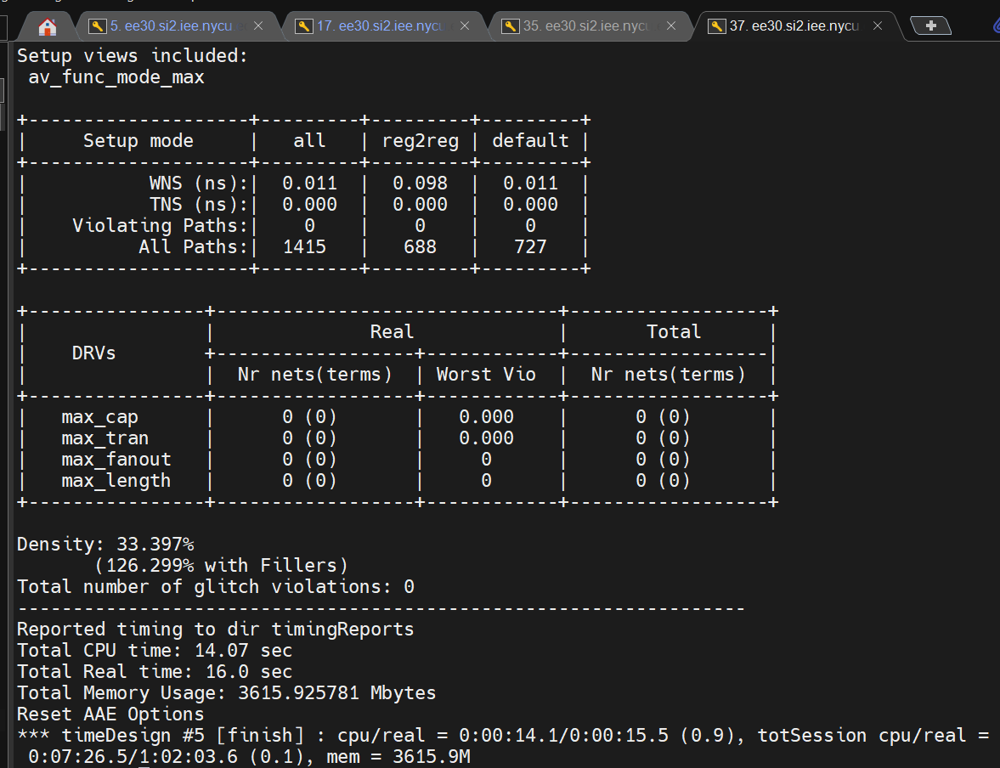 5. ee30.si2.iee.nycu
17. ee30.si2.iee.nycu
35. ee30.si2.iee.nycu
37. ee30.si2.iee.nycu
Setup views included:
 av_func_mode_max
+--------------------+---------+---------+---------+
|     Setup mode     |   all   | reg2reg | default |
+--------------------+---------+---------+---------+
|           WNS (ns):|  0.011  |  0.098  |  0.011  |
|           TNS (ns):|  0.000  |  0.000  |  0.000  |
|    Violating Paths:|    0    |    0    |    0    |
|          All Paths:|  1415   |   688   |   727   |
+--------------------+---------+---------+---------+
+----------------+-------------------------------+------------------+
|                |              Real             |       Total      |
|    DRVs        +------------------+------------+------------------|
|                |  Nr nets(terms)  | Worst Vio  |  Nr nets(terms)  |
+----------------+------------------+------------+------------------+
|   max_cap      |      0 (0)       |   0.000    |      0 (0)       |
|   max_tran     |      0 (0)       |   0.000    |      0 (0)       |
|   max_fanout   |      0 (0)       |     0      |      0 (0)       |
|   max_length   |      0 (0)       |     0      |      0 (0)       |
+----------------+------------------+------------+------------------+
Density: 33.397%
       (126.299% with Fillers)
Total number of glitch violations: 0
------------------------------------------------------------------
Reported timing to dir timingReports
Total CPU time: 14.07 sec
Total Real time: 16.0 sec
Total Memory Usage: 3615.925781 Mbytes
Reset AAE Options
*** timeDesign #5 [finish] : cpu/real = 0:00:14.1/0:00:15.5 (0.9), totSession cpu/real =
 0:07:26.5/1:02:03.6 (0.1), mem = 3615.9M